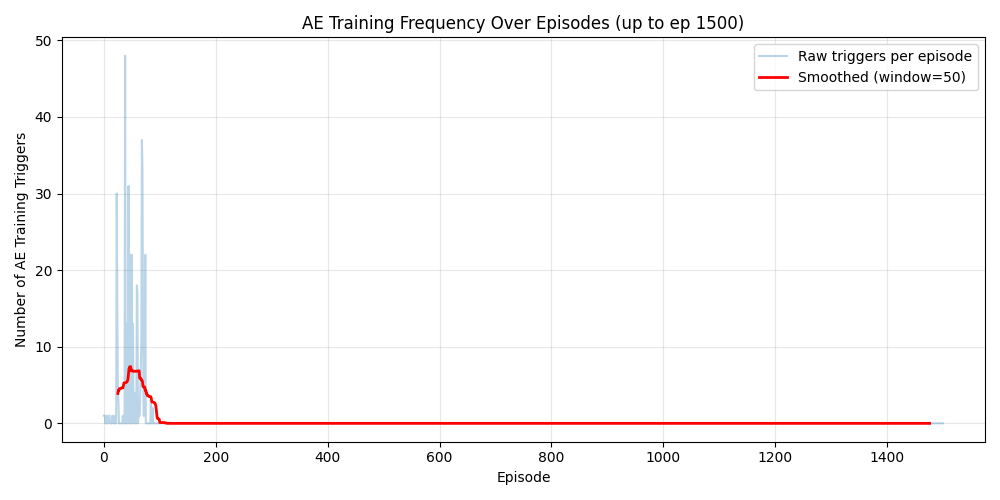 AE Training Frequency Over Episodes (up to ep 1500)
Raw triggers per episode
Smoothed (window=50)
Number of AE Training Triggers
50
40
30
20
10
0
0 200 400 600 800 1000 1200 1400
Episode